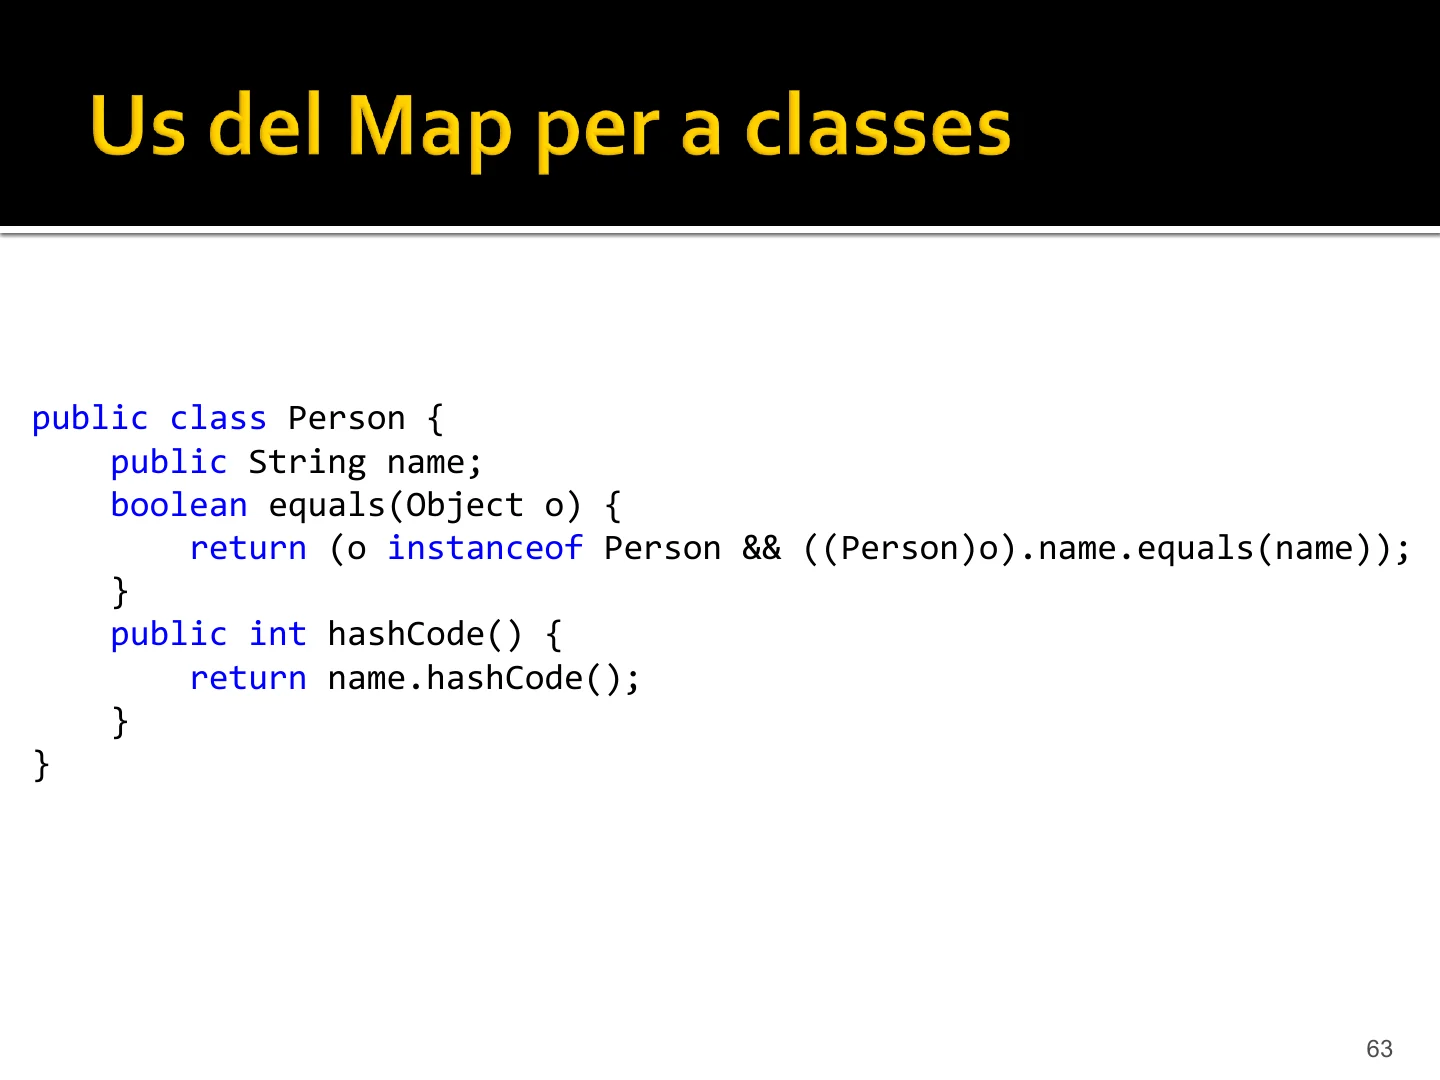 Us del Map per a classes
public class Person {
    public String name;
    boolean equals(Object o) {
        return (o instanceof Person && ((Person)o).name.equals(name));
    }
    public int hashCode() {
        return name.hashCode();
    }
}
63